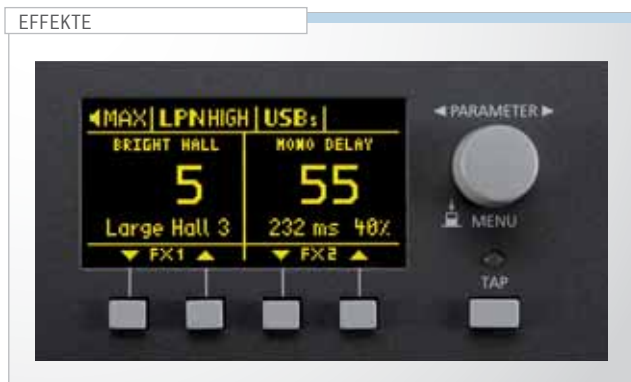 EFFEKTE
◄MAX|LPNHIGH|USB:|
BRIGHT HALL
5
Large Hall 3
▼ FX1 ▲
MONO DELAY
55
232 ms 40%
▼ FX2 ▲
◄PARAMETER►
MENU
TAP